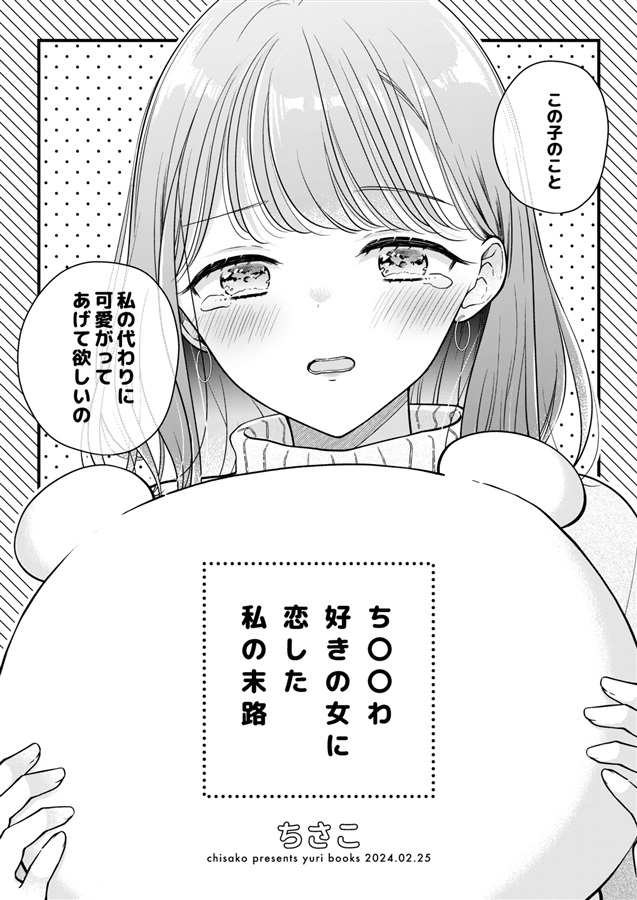 この子のこと
私の代わりに
可愛がって
あげて欲しいの
ち〇〇わ
好きの女に
恋した
私の末路
ちさこ
chisako presents yuri books 2024.02.25